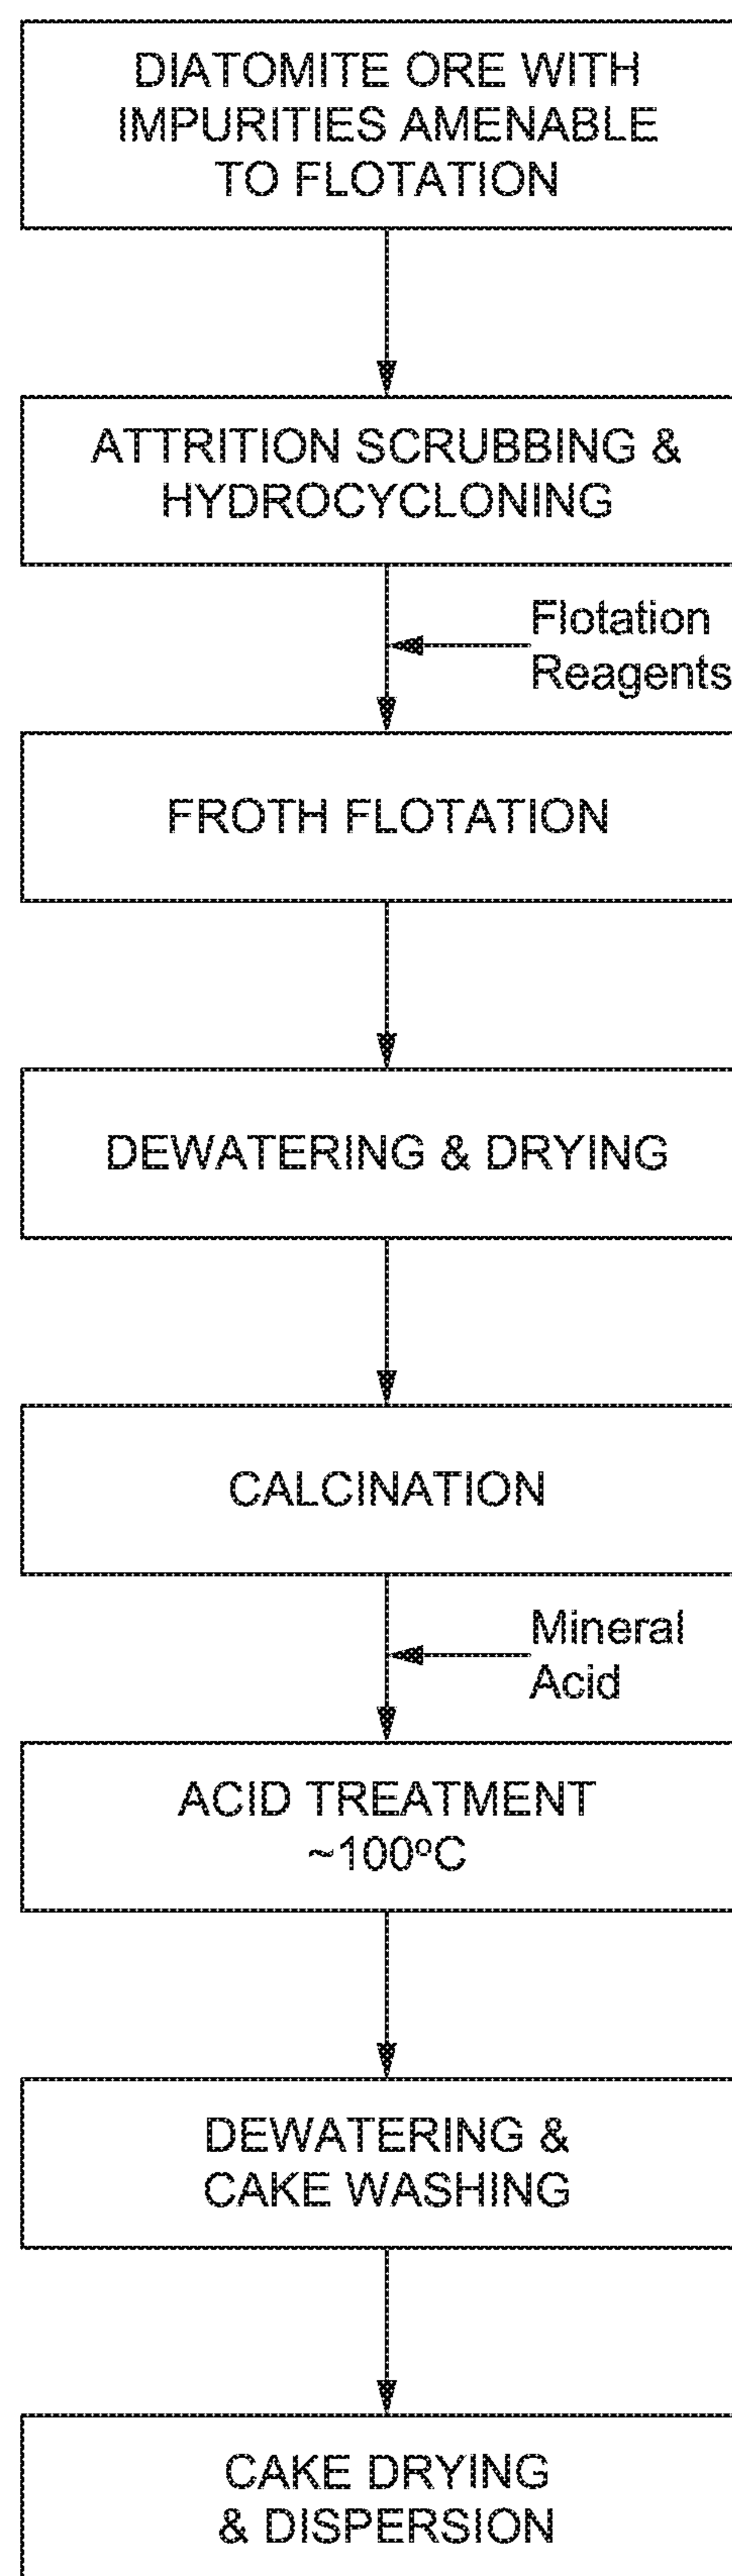 DIATOMITE ORE WITH
IMPURITIES AMENABLE
TO FLOTATION
ATTRITION SCRUBBING &
HYDROCYCLONING
Flotation
Reagents
FROTH FLOTATION
DEWATERING & DRYING
CALCINATION
Mineral
Acid
ACID TREATMENT
~100ºC
DEWATERING &
CAKE WASHING
CAKE DRYING
& DISPERSION